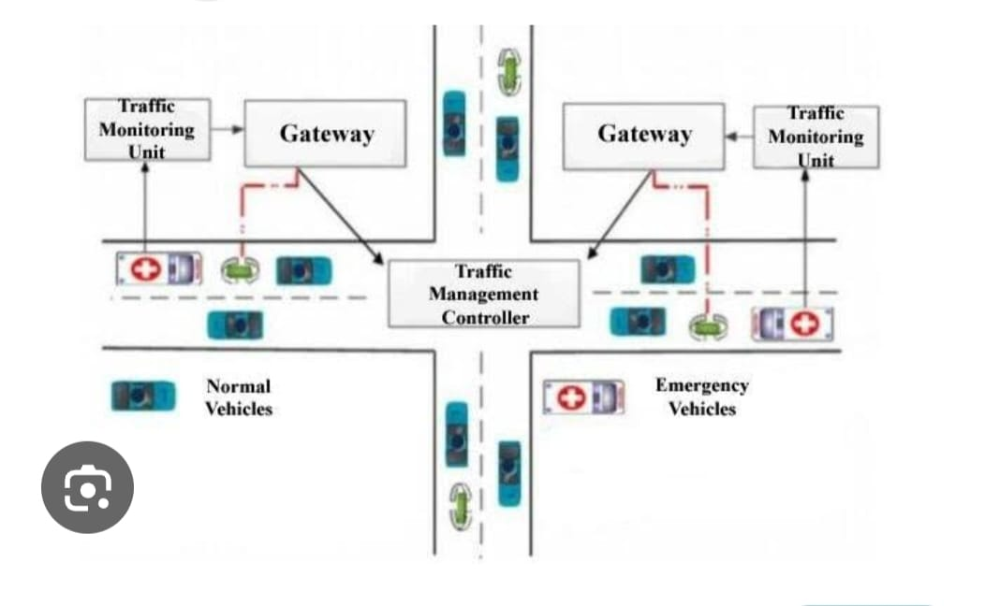 Traffic
Monitoring
Unit
Gateway
Gateway
Traffic
Monitoring
Unit
Traffic
Management
Controller
Normal
Vehicles
Emergency
Vehicles